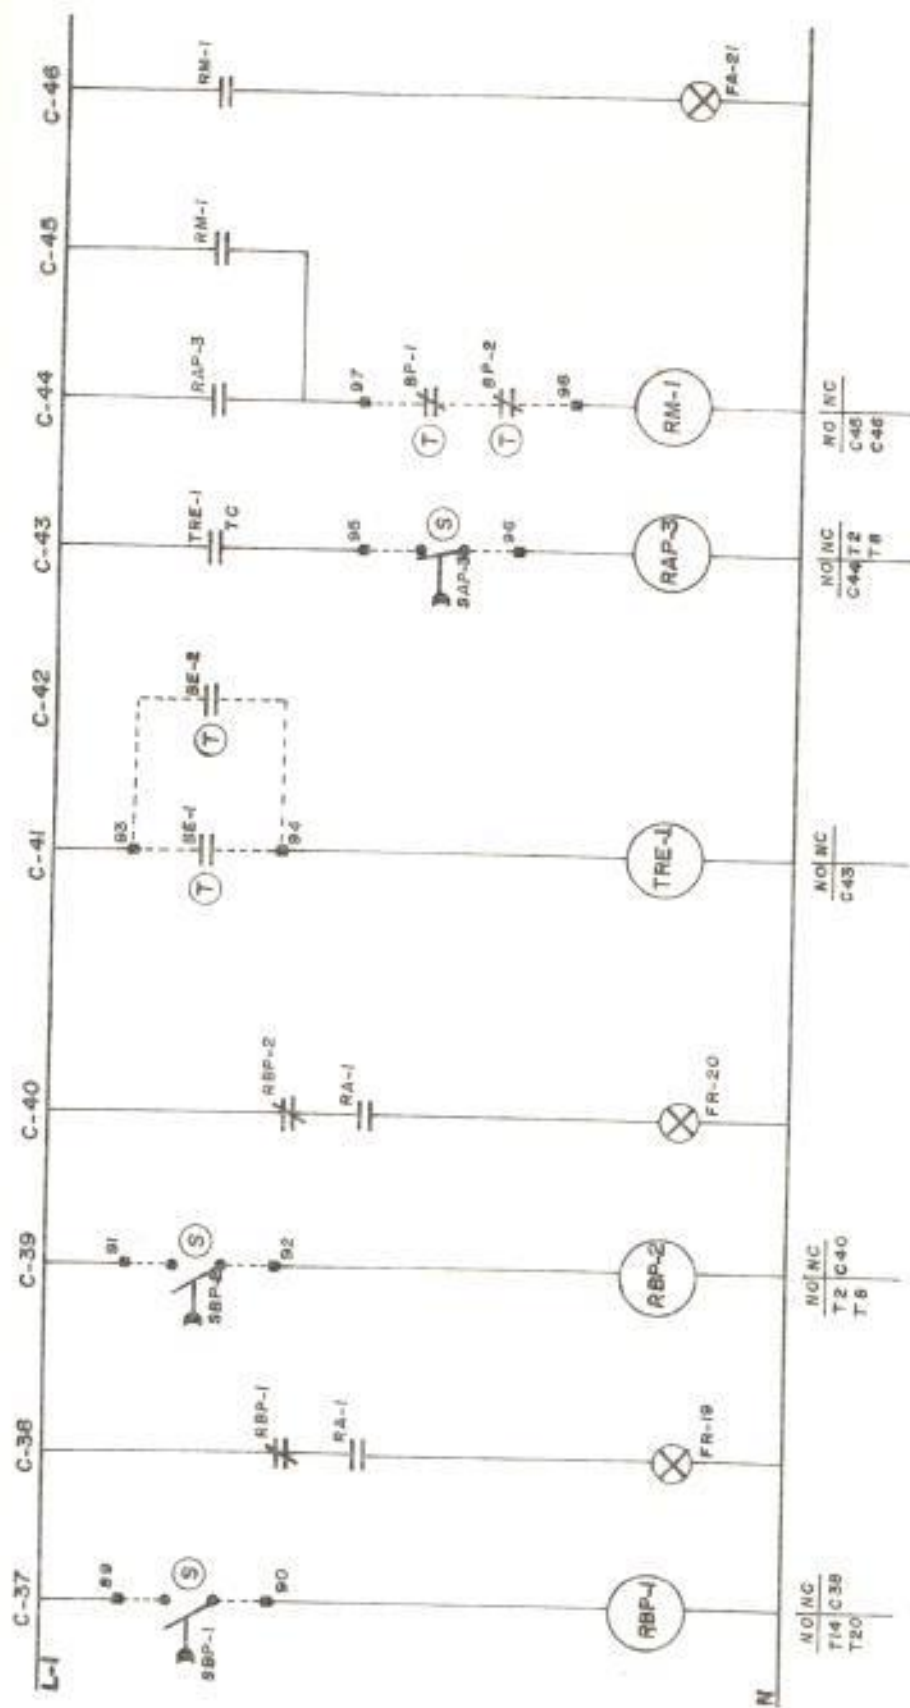 L-1
C-37
C-38
C-39
C-40
C-41
C-42
C-43
C-44
C-45
C-46
89
S
SBP-1
90
RBP-1
RA-1
91
S
92
RBP-2
RA-1
93
T
SE-1
94
T
SE-2
TRE-1
TC
95
S
SAP-3
96
RAP-3
97
T
BP-1
T
BP-2
98
RM-1
RM-1
RBP-1
FR-19
RBP-2
FR-20
TRE-1
RAP-3
RM-1
FA-21
N
NO NC
T14 C38
T20
NO NC
T2 C40
T8
NO NC
C43
NO NC
C44 T2
T8
NO NC
C45
C46